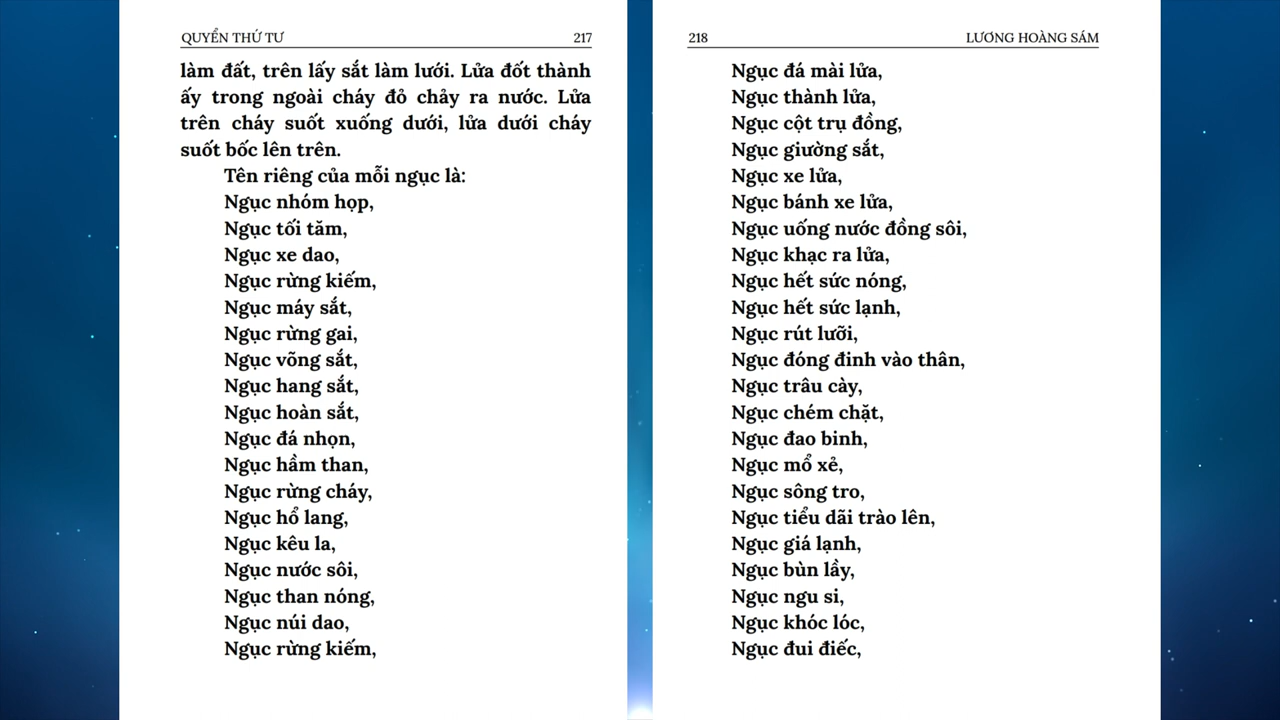 QUYỂN THỨ TƯ 217
làm đất, trên lấy sắt làm lưới. Lửa đốt thành
ấy trong ngoài cháy đỏ chảy ra nước. Lửa
trên cháy suốt xuống dưới, lửa dưới cháy
suốt bốc lên trên.
Tên riêng của mỗi ngục là:
Ngục nhóm họp,
Ngục tối tăm,
Ngục xe dao,
Ngục rừng kiếm,
Ngục máy sắt,
Ngục rừng gai,
Ngục võng sắt,
Ngục hang sắt,
Ngục hoàn sắt,
Ngục đá nhọn,
Ngục hầm than,
Ngục rừng cháy,
Ngục hổ lang,
Ngục kêu la,
Ngục nước sôi,
Ngục than nóng,
Ngục núi dao,
Ngục rừng kiếm,
218 LƯƠNG HOÀNG SÁM
Ngục đá mài lửa,
Ngục thành lửa,
Ngục cột trụ đồng,
Ngục giường sắt,
Ngục xe lửa,
Ngục bánh xe lửa,
Ngục uống nước đồng sôi,
Ngục khạc ra lửa,
Ngục hết sức nóng,
Ngục hết sức lạnh,
Ngục rút lưỡi,
Ngục đóng đinh vào thân,
Ngục trâu cày,
Ngục chém chặt,
Ngục đao binh,
Ngục mổ xẻ,
Ngục sông tro,
Ngục tiểu dãi trào lên,
Ngục giá lạnh,
Ngục bùn lầy,
Ngục ngu si,
Ngục khóc lóc,
Ngục đui điếc,